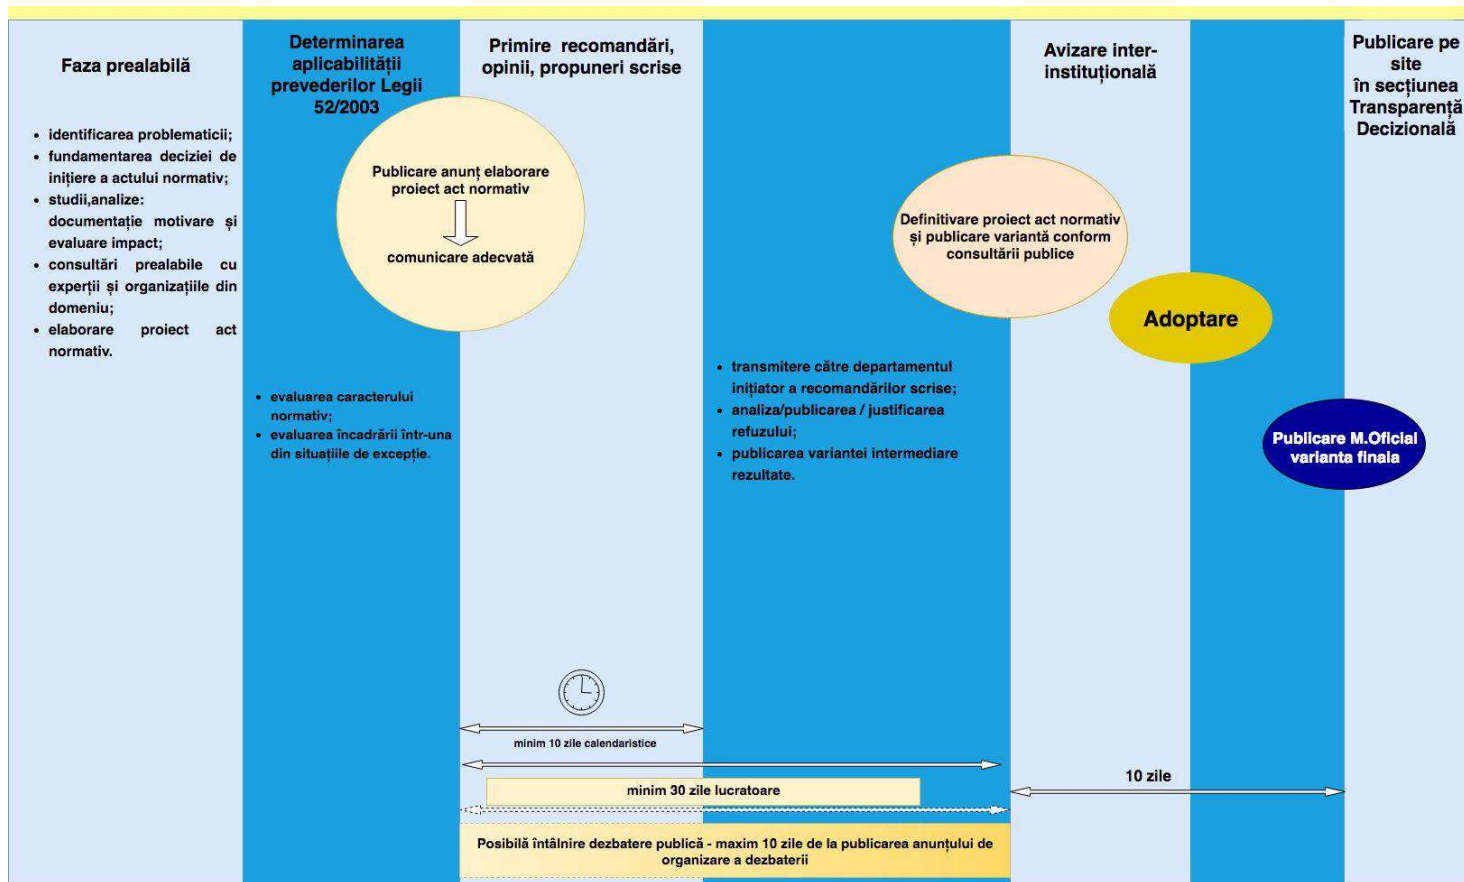 Faza prealabilă
• identificarea problematicii;
• fundamentarea deciziei de
inițiere a actului normativ;
• studii,analize:
documentație motivare și
evaluare impact;
• consultări prealabile cu
experții și organizațiile din
domeniu;
• elaborare proiect act
normativ.
Determinarea
aplicabilității
prevederilor Legii
52/2003
Publicare anunț elaborare
proiect act normativ
comunicare adecvată
• evaluarea caracterului
normativ;
• evaluarea încadrării într-una
din situațiile de excepție.
Primire recomandări,
opinii, propuneri scrise
• transmitere către departamentul
inițiator a recomandărilor scrise;
• analiza/publicarea / justificarea
refuzului;
• publicarea variantei intermediare
rezultate.
Definitivare proiect act normativ
și publicare variantă conform
consultării publice
Avizare inter-
instituțională
Adoptare
Publicare M.Oficial
varianta finala
Publicare pe
site
în secțiunea
Transparență
Decizională
minim 10 zile calendaristice
minim 30 zile lucratoare
10 zile
Posibilă întâlnire dezbatere publică - maxim 10 zile de la publicarea anunțului de
organizare a dezbaterii